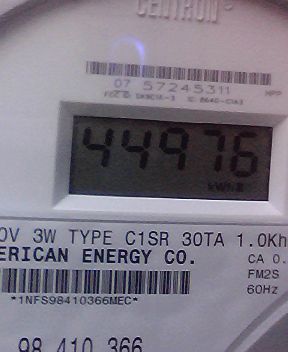 CENTRON
07 57245311
44976
kWh
0V 3W TYPE C1SR 30TA 1.0Kh
ERICAN ENERGY CO.
CA 0.
FM2S
60Hz
*1NFS98410366MEC*
98 410 366